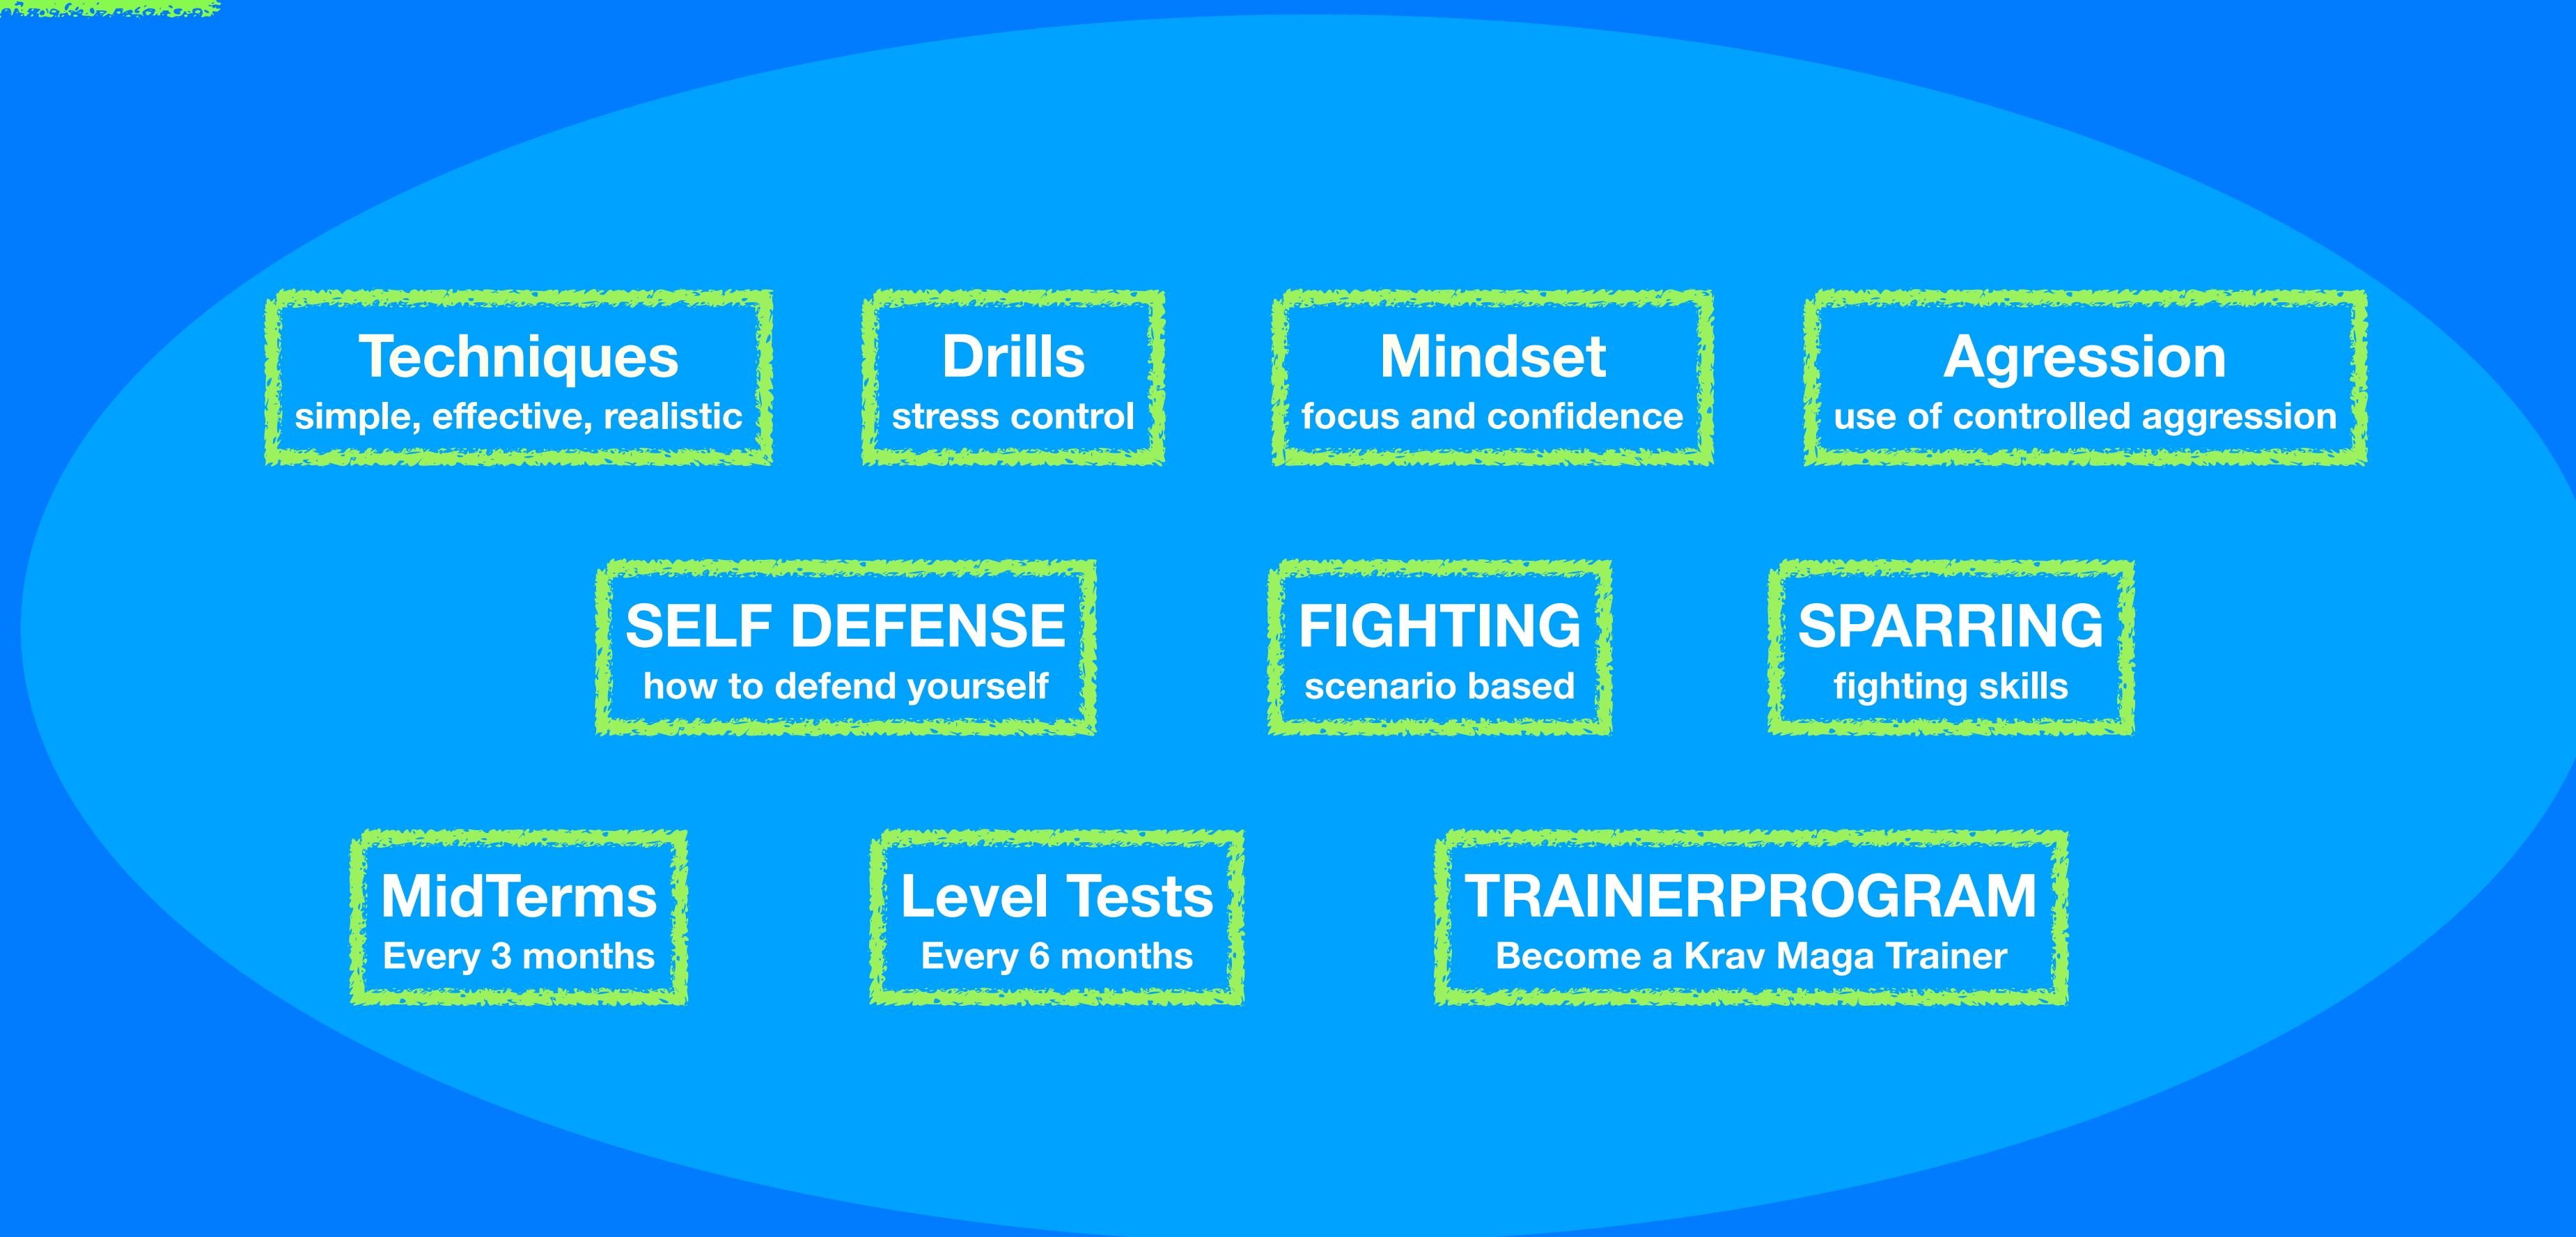 Techniques
simple, effective, realistic
Drills
stress control
Mindset
focus and confidence
Agression
use of controlled aggression
SELF DEFENSE
how to defend yourself
FIGHTING
scenario based
SPARRING
fighting skills
MidTerms
Every 3 months
Level Tests
Every 6 months
TRAINERPROGRAM
Become a Krav Maga Trainer